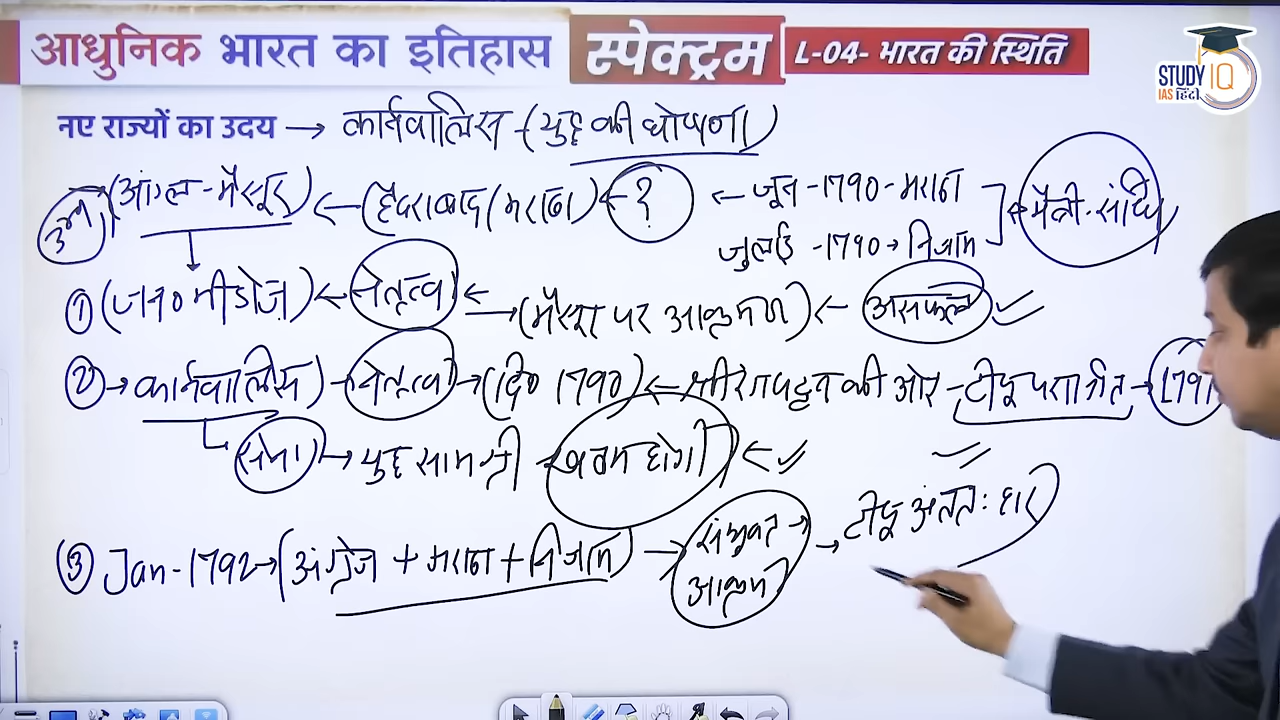 आधुनिक भारत का इतिहास स्पेक्ट्रम L-04- भारत की स्थिति
STUDY IQ
IAS हिंदी
नए राज्यों का उदय → कार्नवालिस - (युद्ध की घोषणा)
(आंग्ल - मैसूर) ← (हैदराबाद/मराठा) ← ? ← जून - 1790 - मराठा
मैत्री - संधि
जुलाई - 1790 → निजाम
① (जन० मीडोज) ← नेतृत्व ← → (मैसूर पर आक्रमण) ← असफल ✓
② → कार्नवालिस) - नेतृत्व → (दि० 1790) ← श्रीरंगपट्टन की ओर - टीपू पराजित → 1791
सेना → युद्ध सामग्री खत्म होगी ← ✓
③ Jan - 1792 → (अंग्रेज + मराठा + निजाम) → संयुक्त आक्रमण → टीपू अंततः हार